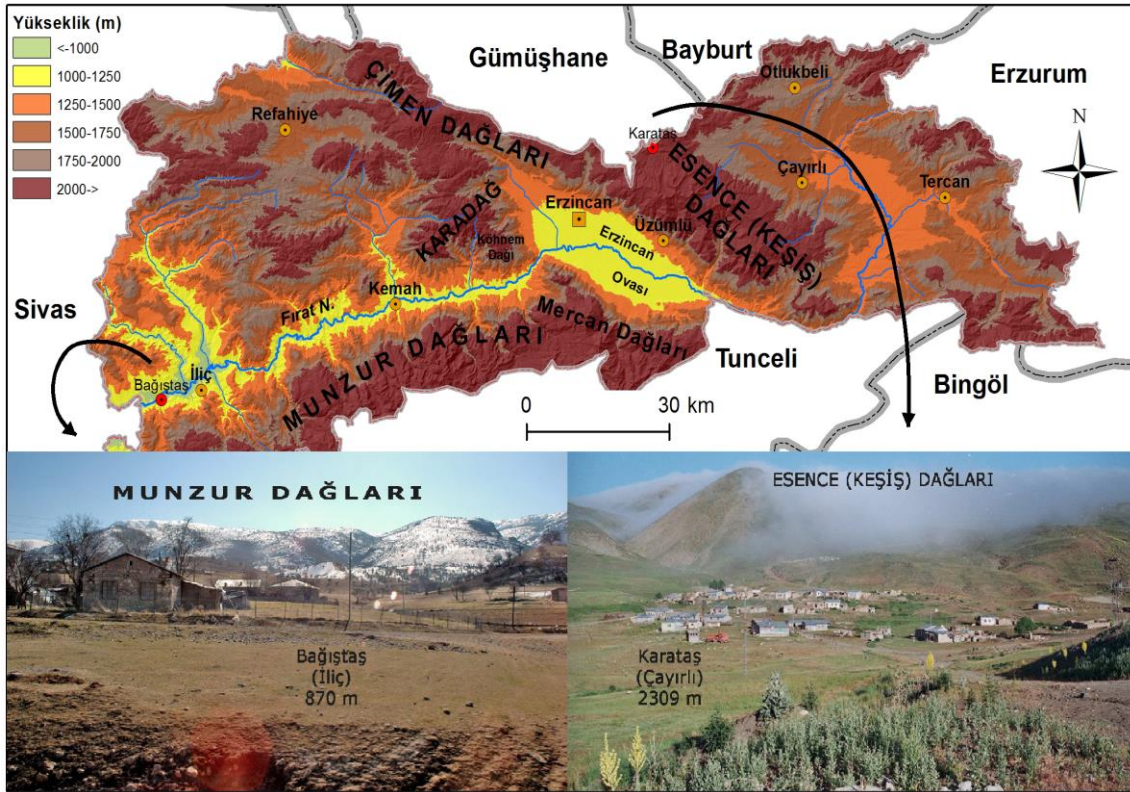 Yükseklik (m)
<-1000
1000-1250
1250-1500
1500-1750
1750-2000
2000->
Gümüşhane
Bayburt
Erzurum
Sivas
Tunceli
Bingöl
N
Otlukbeli
Refahiye
ÇİMEN DAĞLARI
Karataş
ESENCE (KEŞİŞ)
DAĞLARI
Çayırlı
Tercan
Erzincan
Üzümlü
Erzincan
Ovası
KARADAĞ
Köhnem
Dağı
Kemah
Fırat N.
Mercan Dağları
MUNZUR DAĞLARI
Bağıştaş
İliç
0 30 km
MUNZUR DAĞLARI
Bağıştaş
(İliç)
870 m
ESENCE (KEŞİŞ) DAĞLARI
Karataş
(Çayırlı)
2309 m